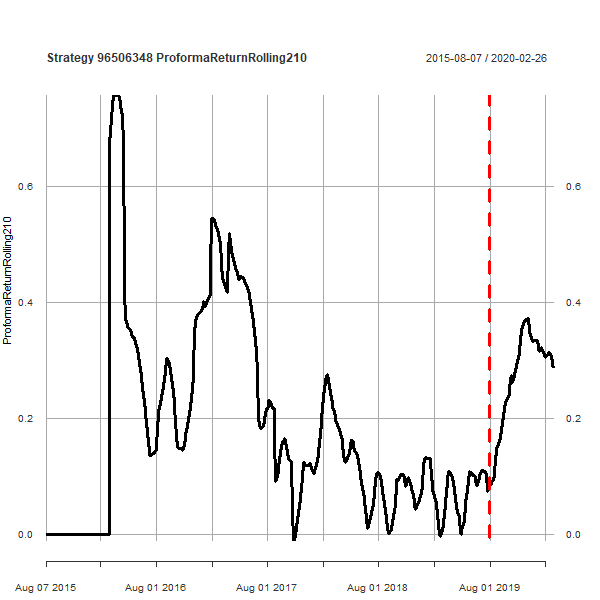 Strategy 96506348 ProformaReturnRolling210
2015-08-07 / 2020-02-26
ProformaReturnRolling210
0.6
0.6
0.4
0.4
0.2
0.2
0.0
0.0
Aug 07 2015
Aug 01 2016
Aug 01 2017
Aug 01 2018
Aug 01 2019